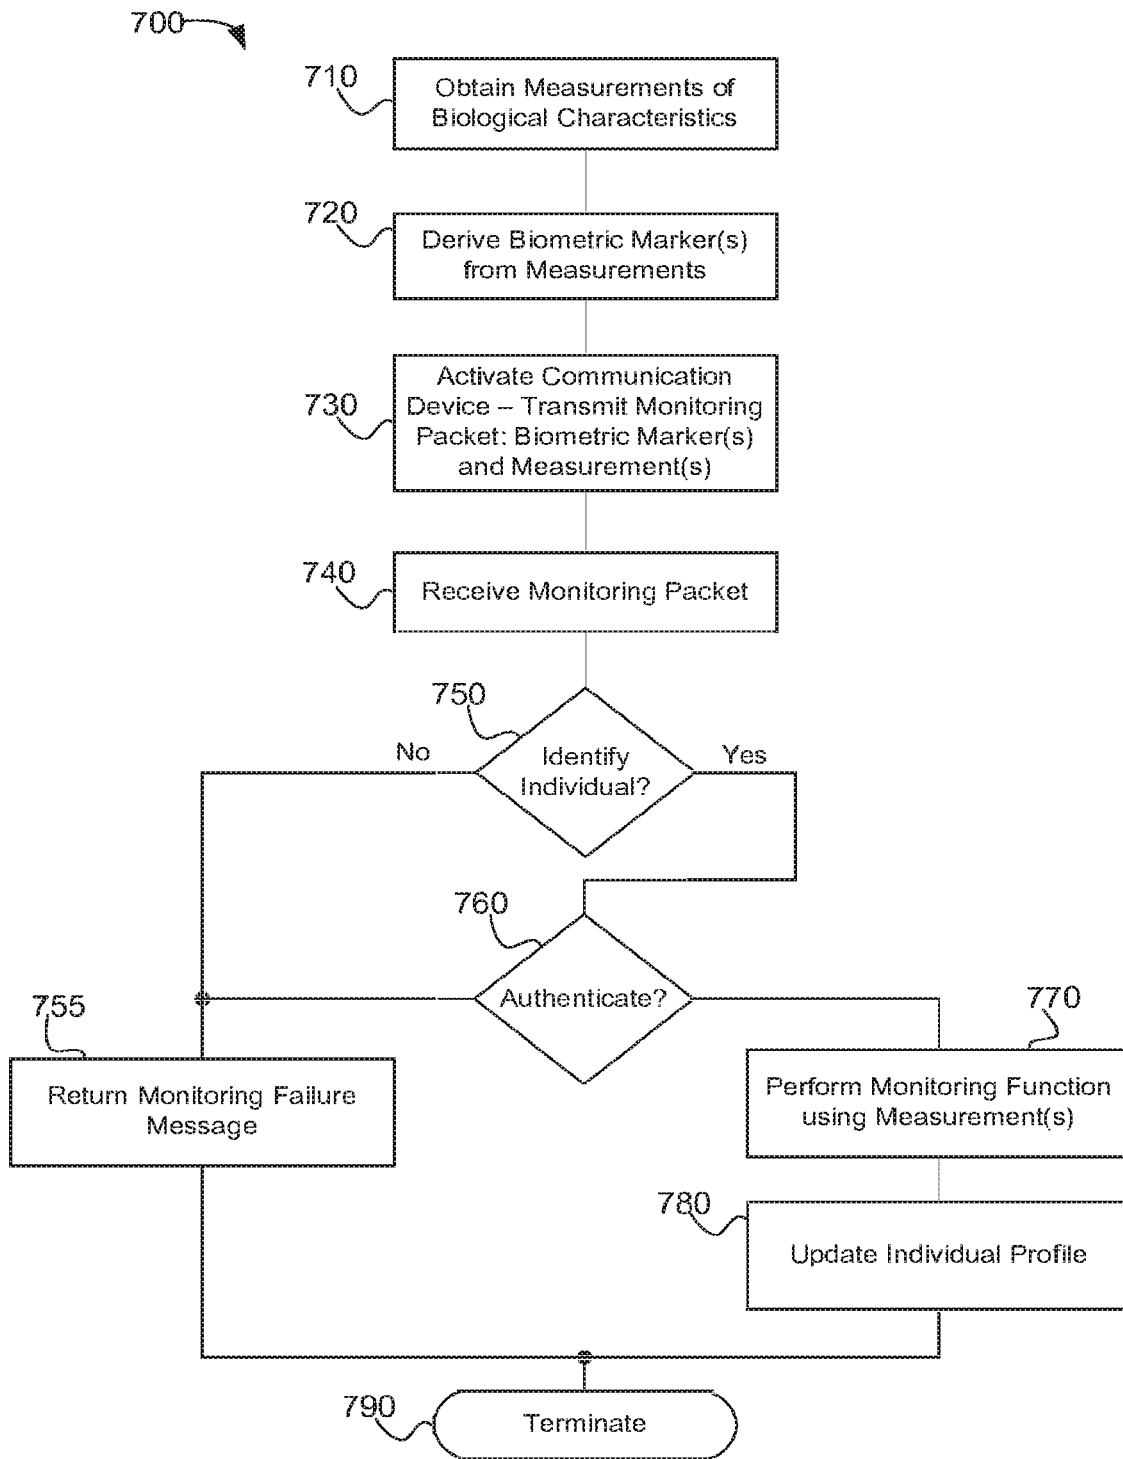 700
710
Obtain Measurements of
Biological Characteristics
720
Derive Biometric Marker(s)
from Measurements
730
Activate Communication
Device – Transmit Monitoring
Packet: Biometric Marker(s)
and Measurement(s)
740
Receive Monitoring Packet
750
No
Identify
Individual?
Yes
760
Authenticate?
755
Return Monitoring Failure
Message
770
Perform Monitoring Function
using Measurement(s)
780
Update Individual Profile
790
Terminate